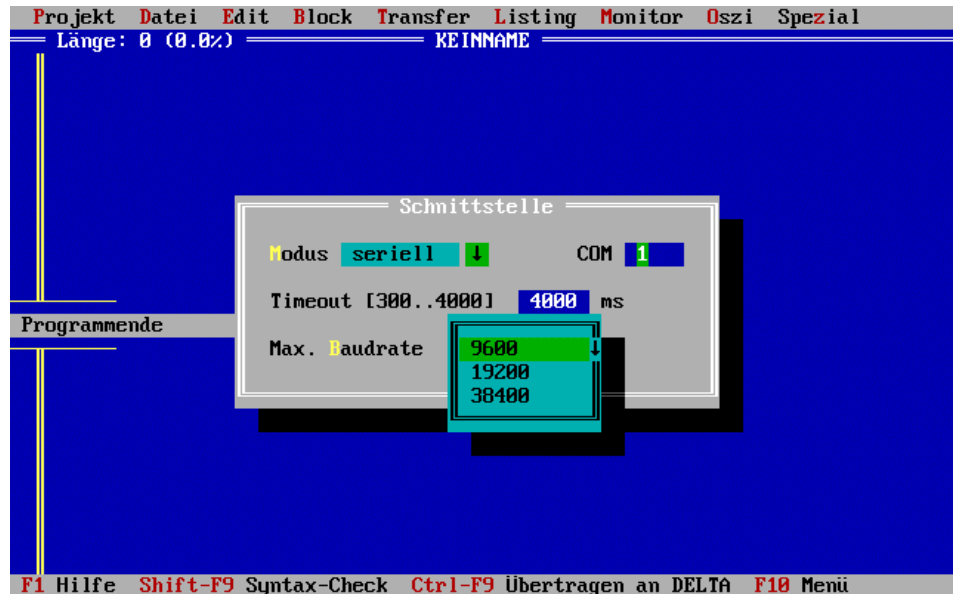 Projekt Datei Edit Block Transfer Listing Monitor Oszi Spezial
Länge: 0 (0.0%) KEINNAME
Schnittstelle
Modus seriell ↓ COM 1
Timeout [300..4000] 4000 ms
Programmende
Max. Baudrate 9600 ↓
19200
38400
F1 Hilfe Shift-F9 Syntax-Check Ctrl-F9 Übertragen an DELTA F10 Menü